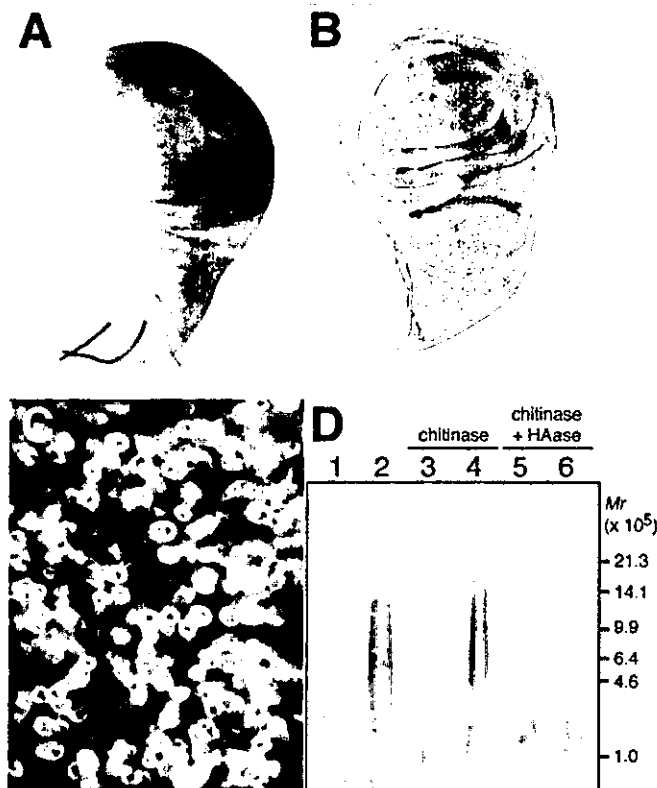 A
B
C
D
chitinase
chitinase
+ HAase
1 2 3 4 5 6
Mr
(x 10⁵)
21.3
14.1
9.9
6.4
4.6
1.0